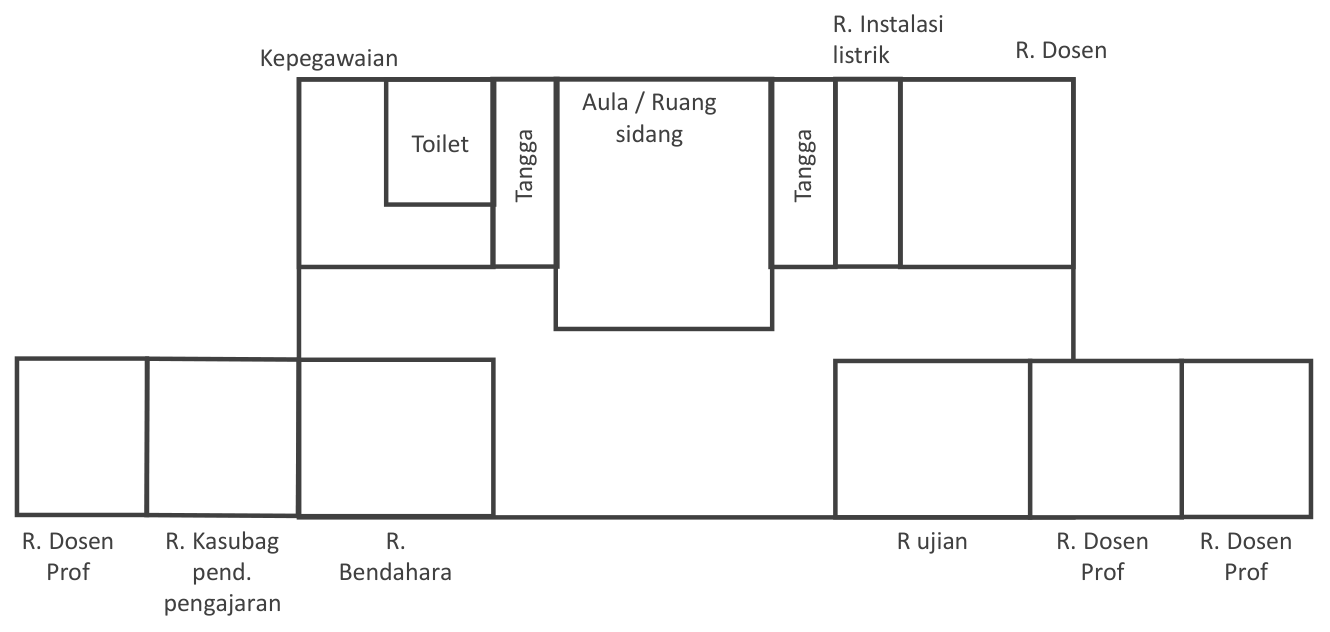 Kepegawaian
R. Instalasi
listrik
R. Dosen
Toilet
Tangga
Aula / Ruang
sidang
Tangga
R. Dosen
Prof
R. Kasubag
pend.
pengajaran
R.
Bendahara
R ujian
R. Dosen
Prof
R. Dosen
Prof